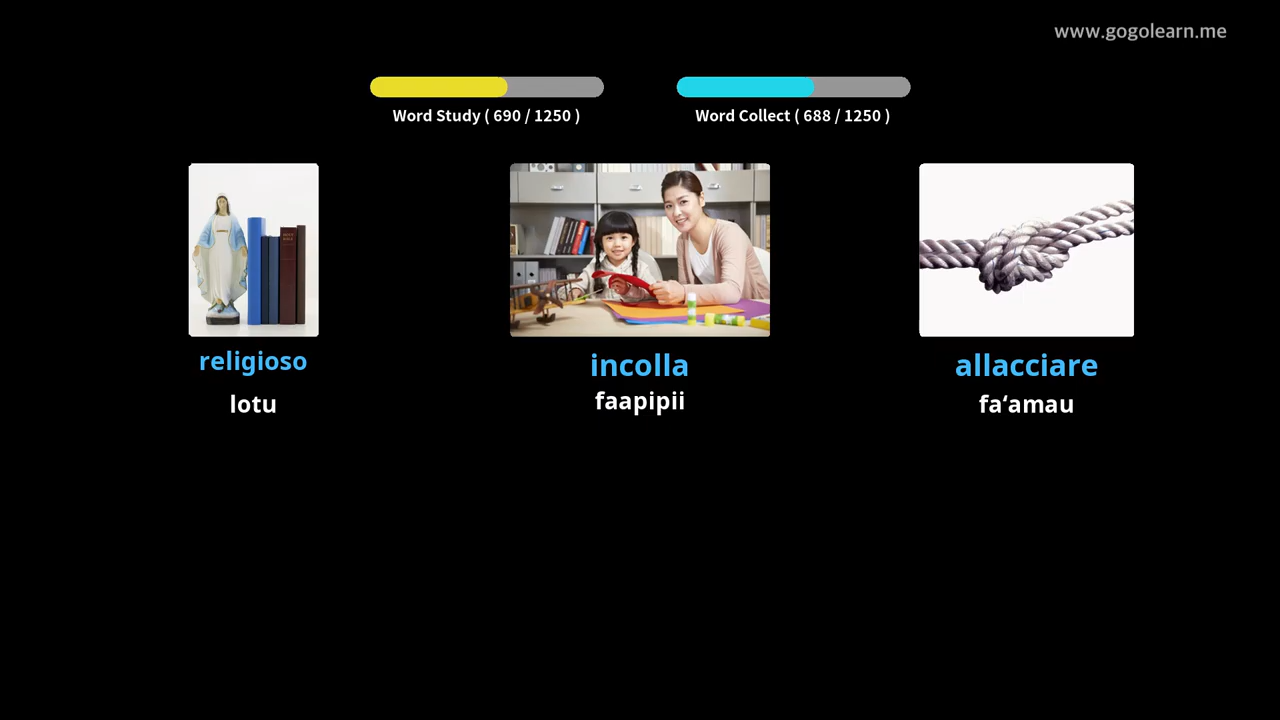 www.gogolearn.me
Word Study ( 690 / 1250 )
Word Collect ( 688 / 1250 )
religioso
lotu
incolla
faapipii
allacciare
fa‘amau